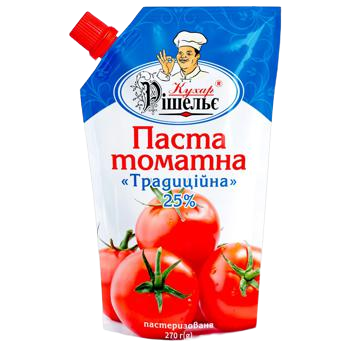 Кухар®
Рішельє
Паста
томатна
«Традиційна»
25%
пастеризована
270 г(g)